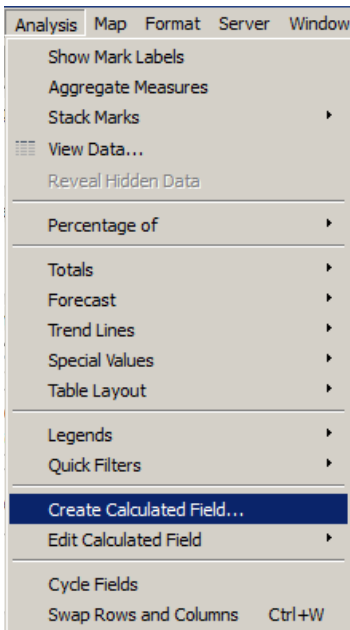 Analysis Map Format Server Window
Show Mark Labels
Aggregate Measures
Stack Marks
View Data...
Reveal Hidden Data
Percentage of
Totals
Forecast
Trend Lines
Special Values
Table Layout
Legends
Quick Filters
Create Calculated Field...
Edit Calculated Field
Cycle Fields
Swap Rows and Columns Ctrl+W